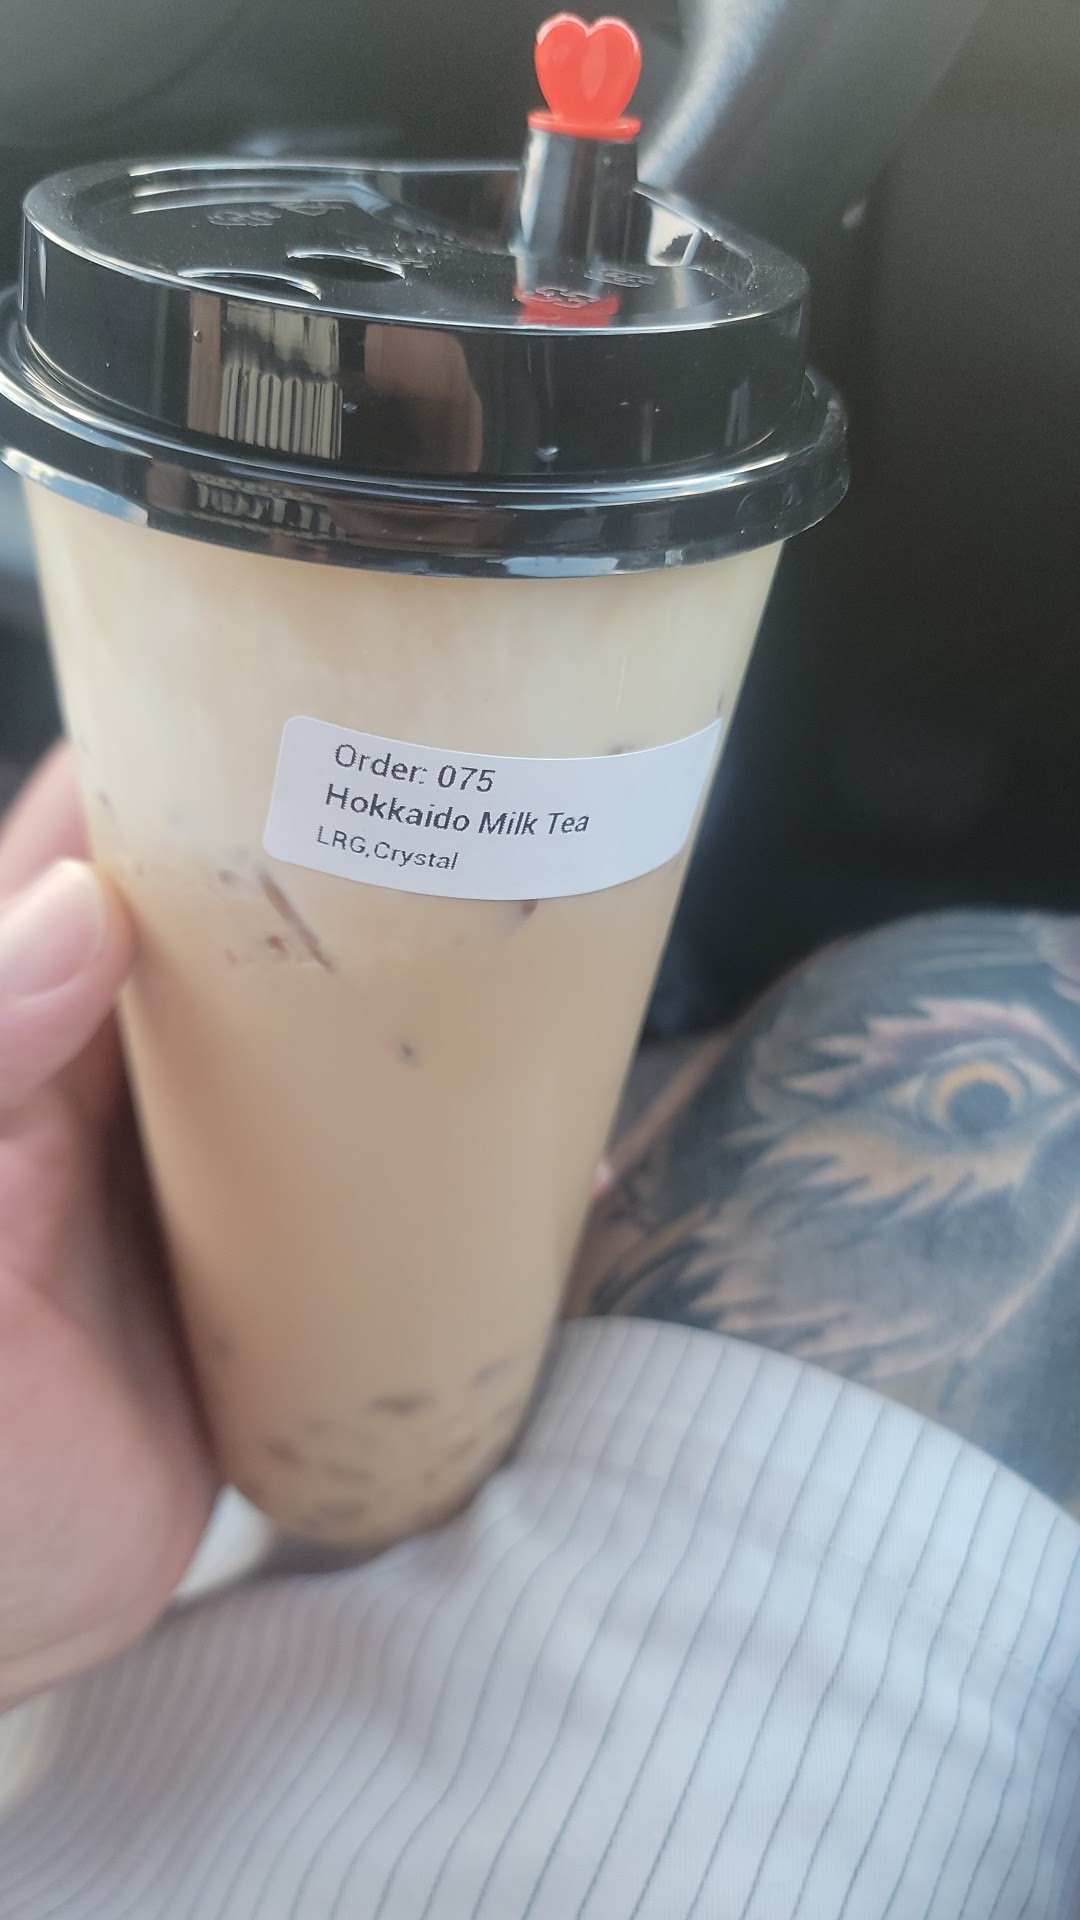 Order: 075
Hokkaido Milk Tea
LRG,Crystal